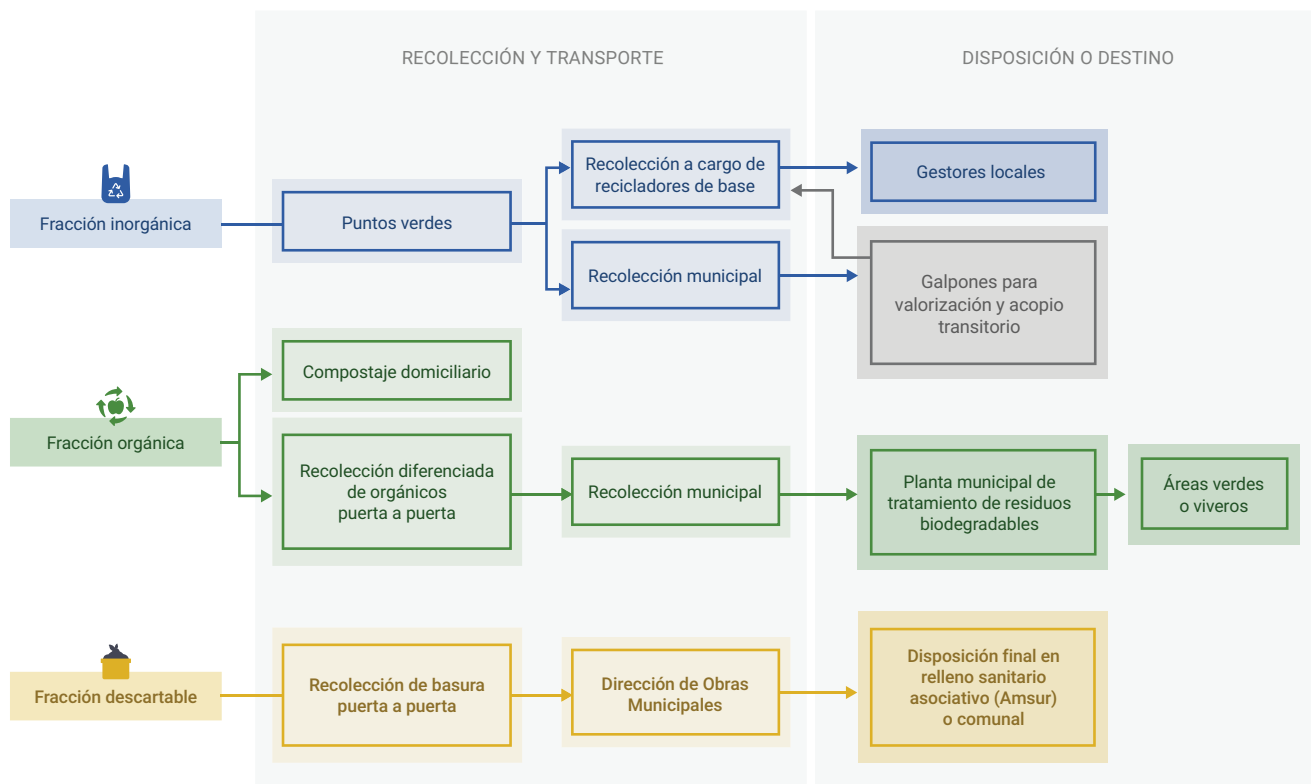 RECOLECCIÓN Y TRANSPORTE
DISPOSICIÓN O DESTINO
Fracción inorgánica
Puntos verdes
Recolección a cargo de
recicladores de base
Gestores locales
Recolección municipal
Galpones para
valorización y acopio
transitorio
Fracción orgánica
Compostaje domiciliario
Recolección diferenciada
de orgánicos
puerta a puerta
Recolección municipal
Planta municipal de
tratamiento de residuos
biodegradables
Áreas verdes
o viveros
Fracción descartable
Recolección de basura
puerta a puerta
Dirección de Obras
Municipales
Disposición final en
relleno sanitario
asociativo (Amsur)
o comunal